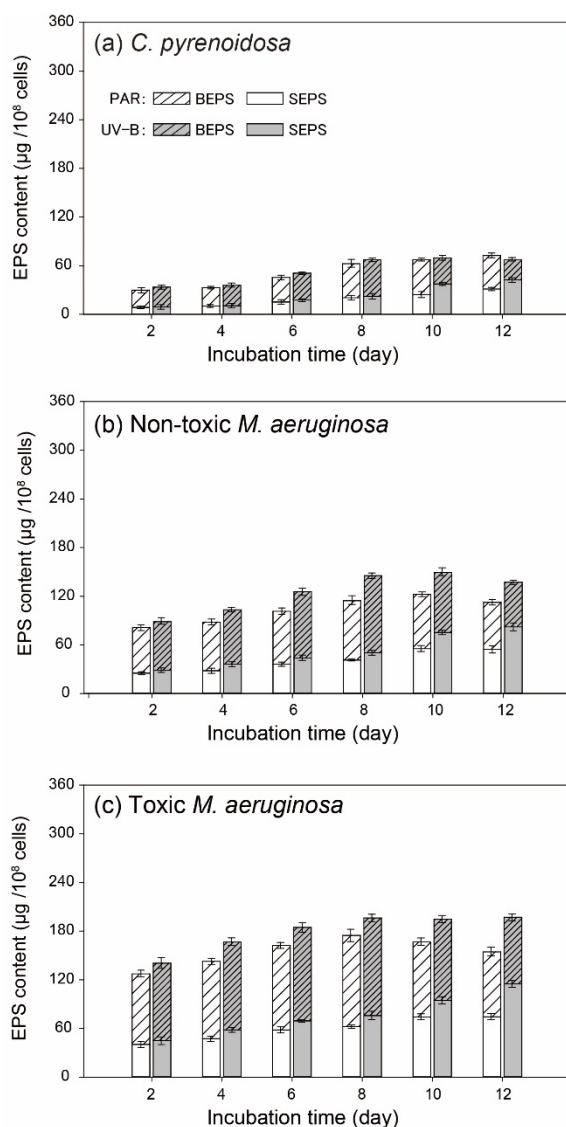 (a) C. pyrenoidosa
PAR: BEPS SEPS
UV-B: BEPS SEPS
EPS content (µg /10⁸ cells)
360
300
240
180
120
60
0
2 4 6 8 10 12
Incubation time (day)
(b) Non-toxic M. aeruginosa
EPS content (µg /10⁸ cells)
360
300
240
180
120
60
0
2 4 6 8 10 12
Incubation time (day)
(c) Toxic M. aeruginosa
EPS content (µg /10⁸ cells)
360
300
240
180
120
60
0
2 4 6 8 10 12
Incubation time (day)